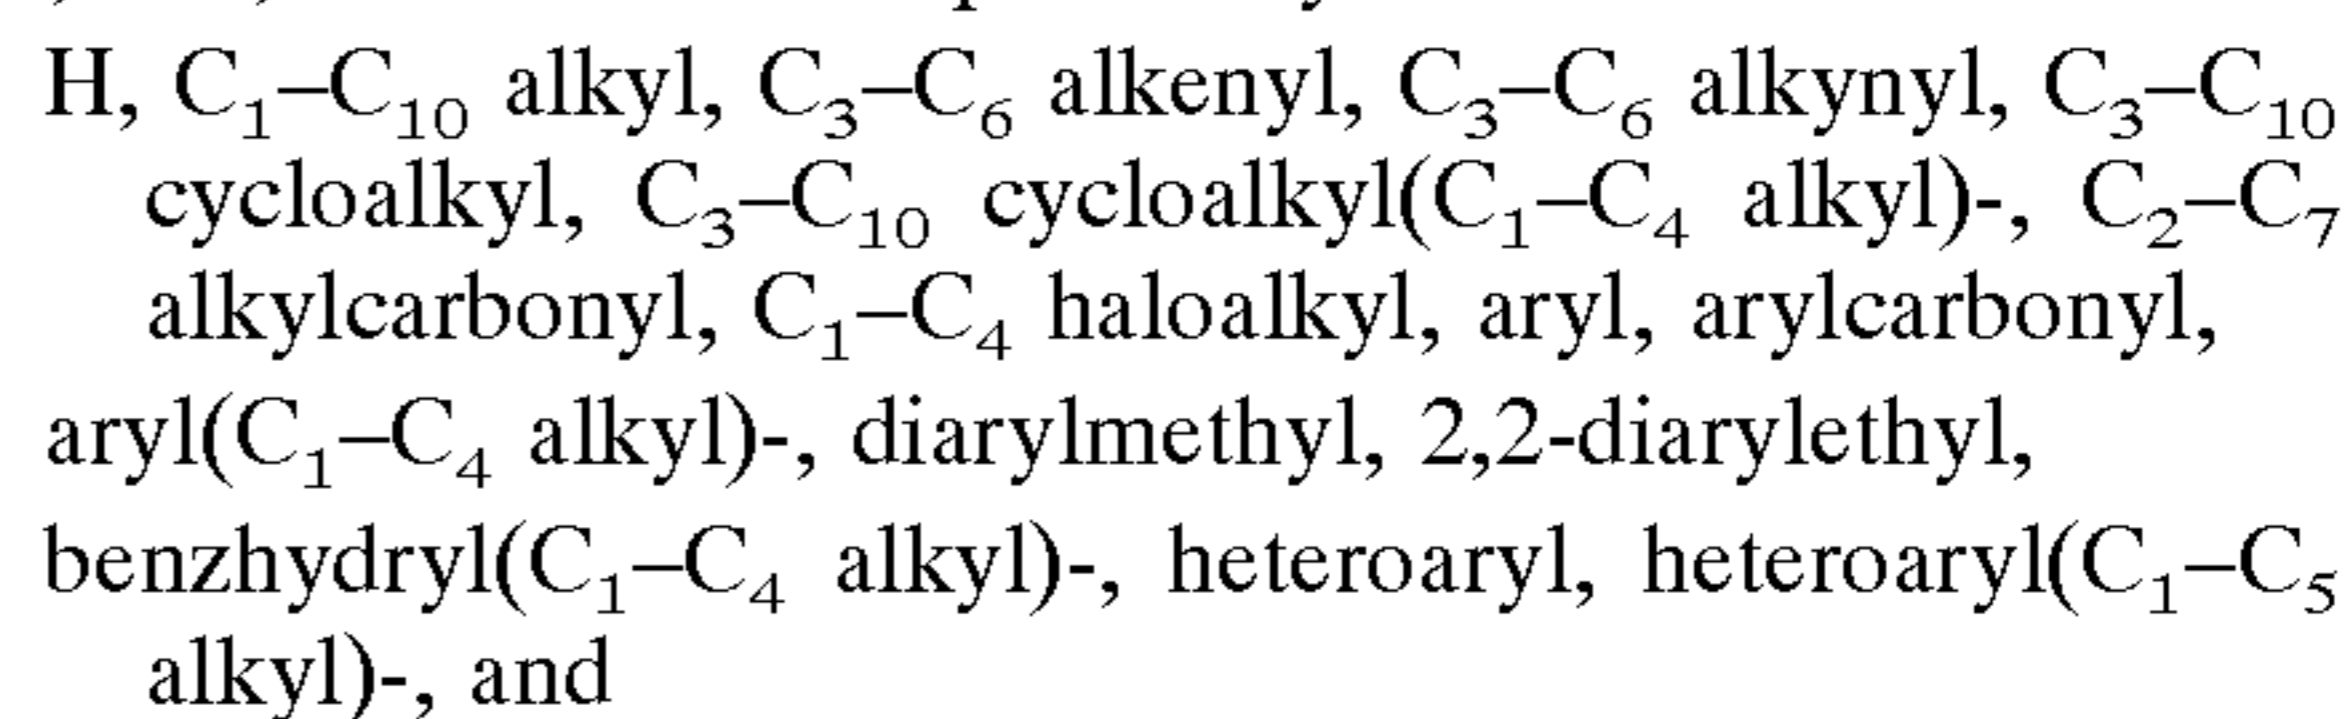 H, C₁–C₁₀ alkyl, C₃–C₆ alkenyl, C₃–C₆ alkynyl, C₃–C₁₀
cycloalkyl, C₃–C₁₀ cycloalkyl(C₁–C₄ alkyl)-, C₂–C₇
alkylcarbonyl, C₁–C₄ haloalkyl, aryl, arylcarbonyl,
aryl(C₁–C₄ alkyl)-, diarylmethyl, 2,2-diarylethyl,
benzhydryl(C₁–C₄ alkyl)-, heteroaryl, heteroaryl(C₁–C₅
alkyl)-, and